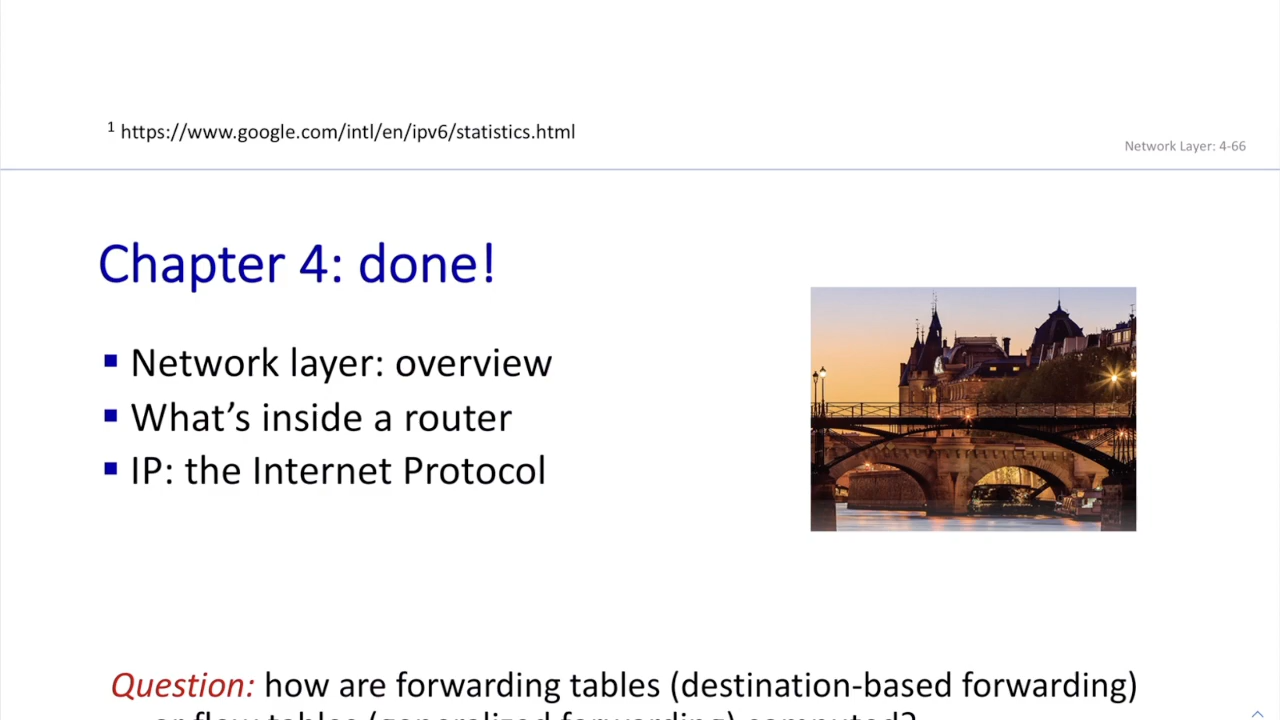 ¹ https://www.google.com/intl/en/ipv6/statistics.html
Network Layer: 4-66
Chapter 4: done!
▪ Network layer: overview
▪ What’s inside a router
▪ IP: the Internet Protocol
Question: how are forwarding tables (destination-based forwarding)
or flow tables (generalized forwarding) computed?